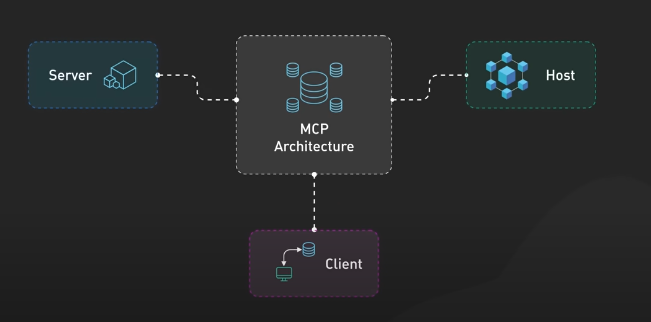 Server
MCP
Architecture
Host
Client